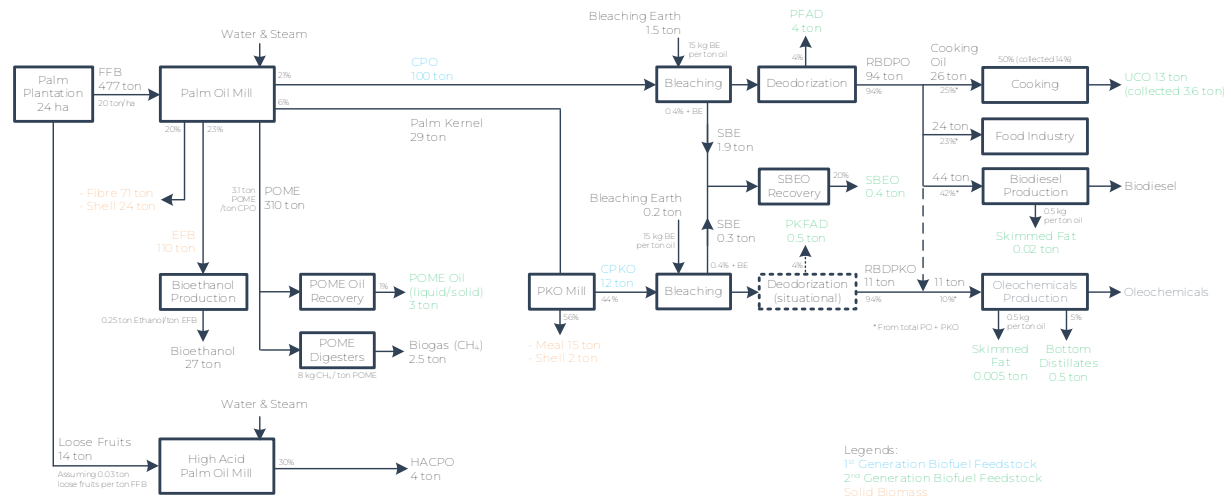 Bleaching Earth
1.5 ton
15 kg BE
per ton oil
PFAD
4 ton
4%
Water & Steam
Palm
Plantation
24 ha
FFB
477 ton
20 ton/ha
Palm Oil Mill
21%
CPO
100 ton
6%
Palm Kernel
29 ton
Bleaching
0.4% + BE
Deodorization
RBDPO
94 ton
94%
Cooking
Oil
26 ton
25%*
50% (collected 14%)
Cooking
UCO 13 ton
(collected 3.6 ton)
24 ton
23%*
Food Industry
44 ton
42%*
Biodiesel
Production
Biodiesel
0.5 kg
per ton oil
Skimmed Fat
0.02 ton
20%
23%
- Fibre 71 ton
- Shell 24 ton
3.1 ton
POME
/ton CPO
POME
310 ton
EFB
110 ton
SBE
1.9 ton
SBEO
Recovery
20%
SBEO
0.4 ton
Bleaching Earth
0.2 ton
15 kg BE
per ton oil
SBE
0.3 ton
0.4% + BE
PKFAD
0.5 ton
4%
Bioethanol
Production
0.25 ton Ethanol/ton EFB
Bioethanol
27 ton
POME Oil
Recovery
1%
POME Oil
(liquid/solid)
3 ton
POME
Digesters
8 kg CH₄ / ton POME
Biogas (CH₄)
2.5 ton
PKO Mill
CPKO
12 ton
44%
56%
- Meal 15 ton
- Shell 2 ton
Bleaching
Deodorization
(situational)
RBDPKO
11 ton
94%
11 ton
10%*
* From total PO + PKO
Oleochemicals
Production
Oleochemicals
0.5 kg
per ton oil
5%
Skimmed
Fat
0.005 ton
Bottom
Distillates
0.5 ton
Water & Steam
Loose Fruits
14 ton
Assuming 0.03 ton
loose fruits per ton FFB
High Acid
Palm Oil Mill
30%
HACPO
4 ton
Legends:
1st Generation Biofuel Feedstock
2nd Generation Biofuel Feedstock
Solid Biomass